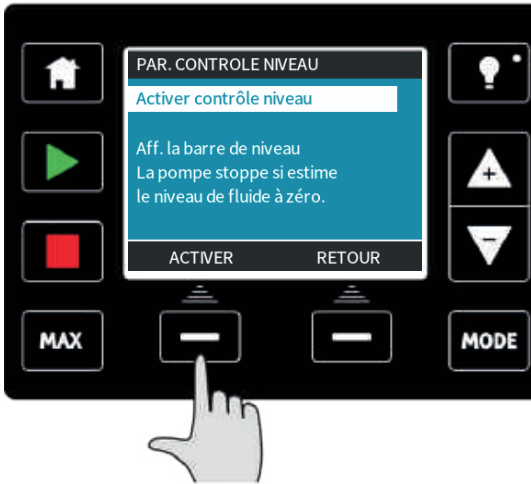 PAR. CONTROLE NIVEAU
Activer contrôle niveau
Aff. la barre de niveau
La pompe stoppe si estime
le niveau de fluide à zéro.
ACTIVER RETOUR
+
-
MAX
MODE